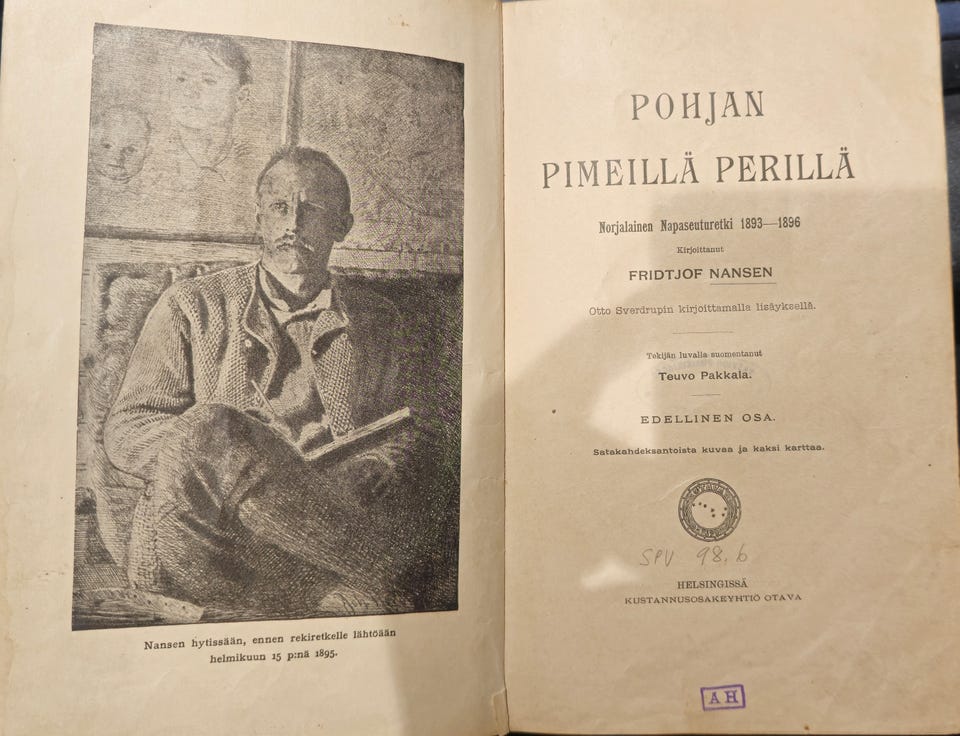 Nansen hytissään, ennen rekiretkelle lähtöään
helmikuun 15 p:nä 1895.
POHJAN
PIMEILLÄ PERILLÄ
Norjalainen Napaseuturetki 1893—1896
Kirjoittanut
FRIDTJOF NANSEN
Otto Sverdrupin kirjoittamalla lisäyksellä.
Tekijän luvalla suomentanut
Teuvo Pakkala.
EDELLINEN OSA.
Satakahdeksantoista kuvaa ja kaksi karttaa.
SPV 98.6
HELSINGISSÄ
KUSTANNUSOSAKEYHTIÖ OTAVA
AH